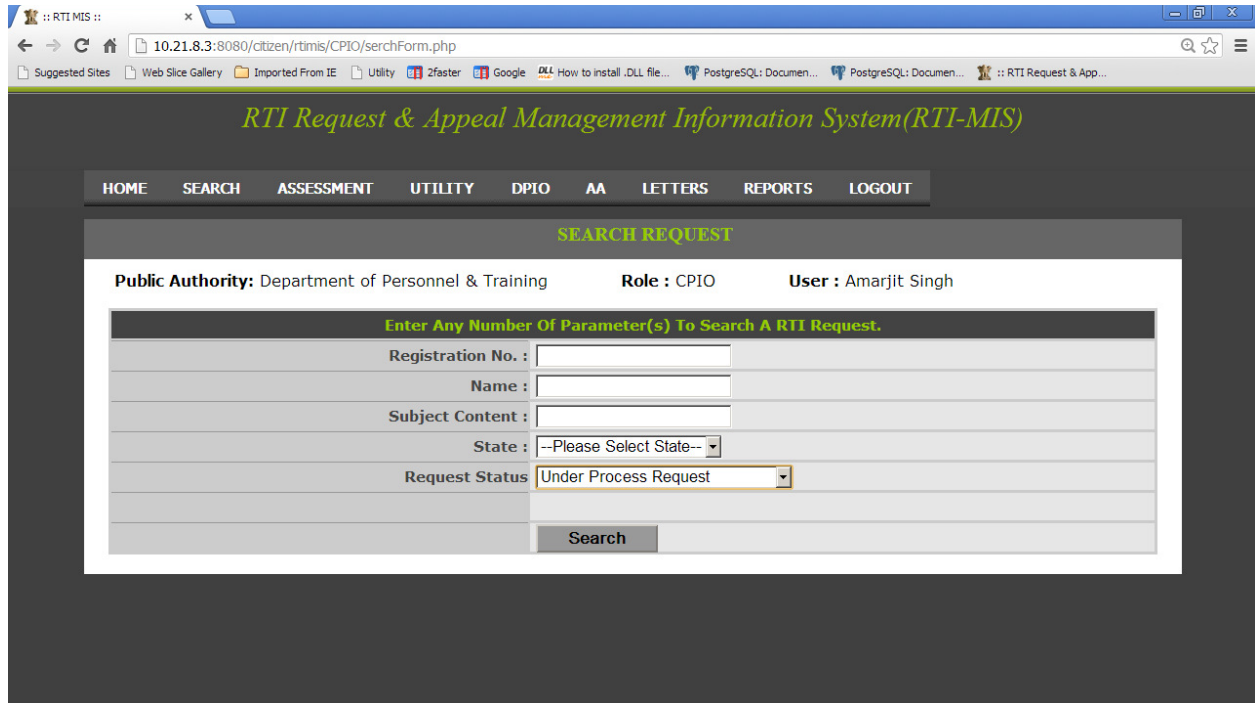 :: RTI MIS ::
10.21.8.3:8080/citizen/rtimis/CPIO/serchForm.php
Suggested Sites Web Slice Gallery Imported From IE Utility 2faster Google How to install .DLL file... PostgreSQL: Documen... PostgreSQL: Documen... :: RTI Request & App...
RTI Request & Appeal Management Information System(RTI-MIS)
HOME SEARCH ASSESSMENT UTILITY DPIO AA LETTERS REPORTS LOGOUT
SEARCH REQUEST
Public Authority: Department of Personnel & Training Role : CPIO User : Amarjit Singh
Enter Any Number Of Parameter(s) To Search A RTI Request.
Registration No. :
Name :
Subject Content :
State : --Please Select State--
Request Status Under Process Request
Search